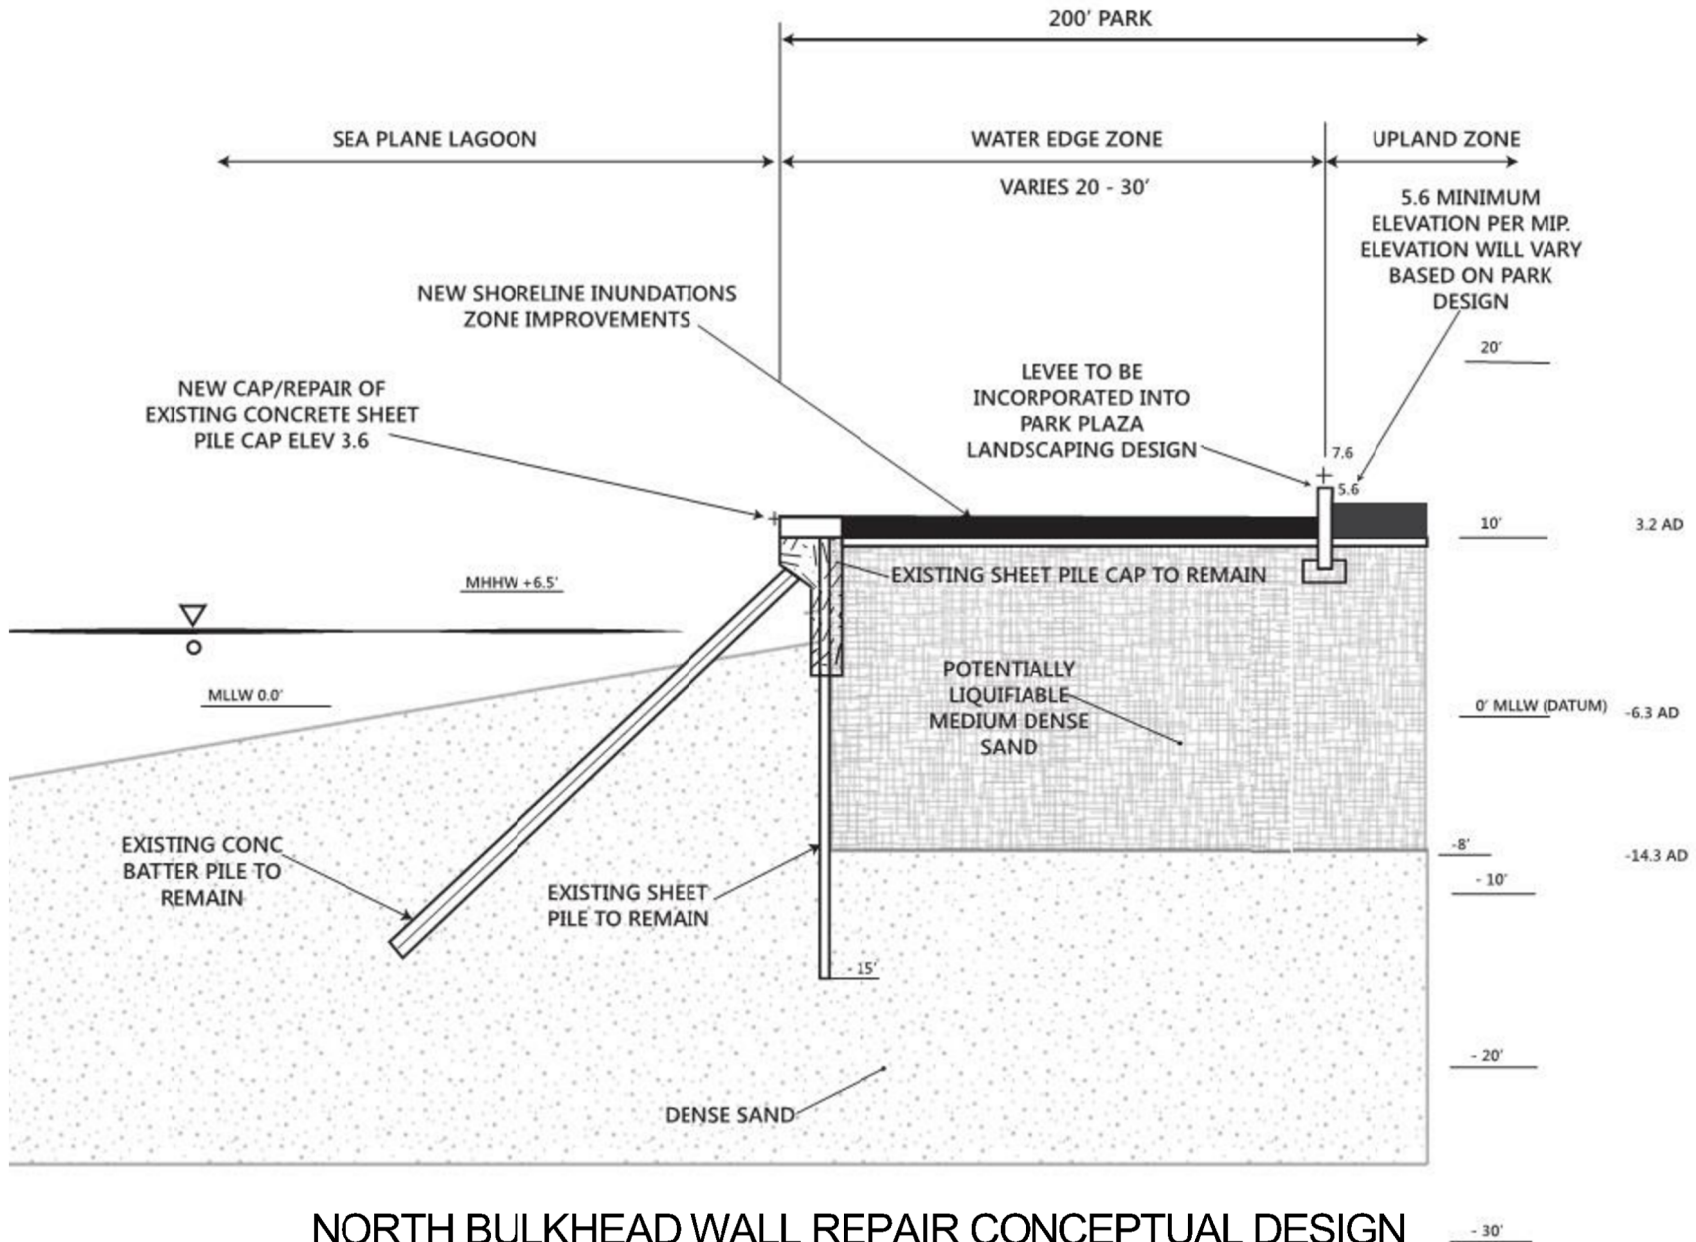 200' PARK
SEA PLANE LAGOON
WATER EDGE ZONE
UPLAND ZONE
VARIES 20 - 30'
5.6 MINIMUM
ELEVATION PER MIP.
ELEVATION WILL VARY
BASED ON PARK
DESIGN
NEW SHORELINE INUNDATIONS
ZONE IMPROVEMENTS
20'
LEVEE TO BE
INCORPORATED INTO
PARK PLAZA
LANDSCAPING DESIGN
NEW CAP/REPAIR OF
EXISTING CONCRETE SHEET
PILE CAP ELEV 3.6
7.6
5.6
10'
3.2 AD
EXISTING SHEET PILE CAP TO REMAIN
MHHW +6.5'
POTENTIALLY
LIQUIFIABLE
MEDIUM DENSE
SAND
MLLW 0.0'
0' MLLW (DATUM)
-6.3 AD
EXISTING CONC
BATTER PILE TO
REMAIN
-8'
-14.3 AD
- 10'
EXISTING SHEET
PILE TO REMAIN
- 15'
- 20'
DENSE SAND
NORTH BULKHEAD WALL REPAIR CONCEPTUAL DESIGN
- 30'